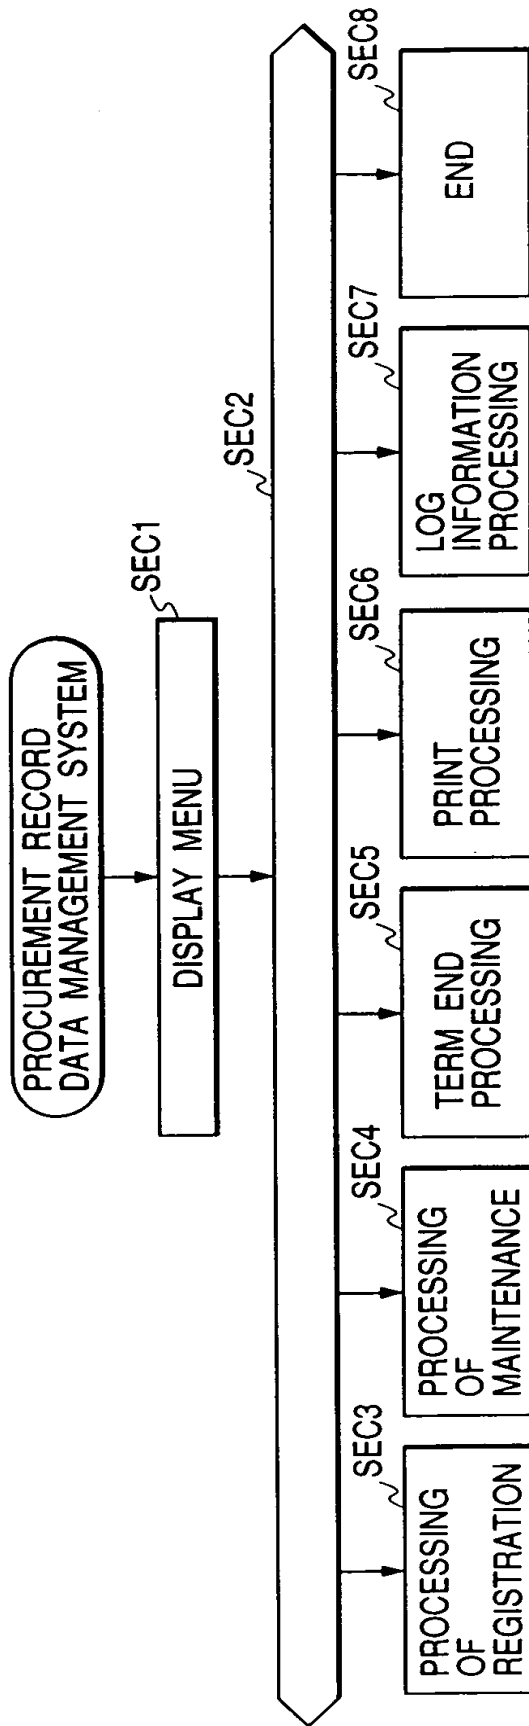 PROCUREMENT RECORD
DATA MANAGEMENT SYSTEM
SEC1
DISPLAY MENU
SEC2
SEC3
PROCESSING
OF
REGISTRATION
SEC4
PROCESSING
OF
MAINTENANCE
SEC5
TERM END
PROCESSING
SEC6
PRINT
PROCESSING
SEC7
LOG
INFORMATION
PROCESSING
SEC8
END